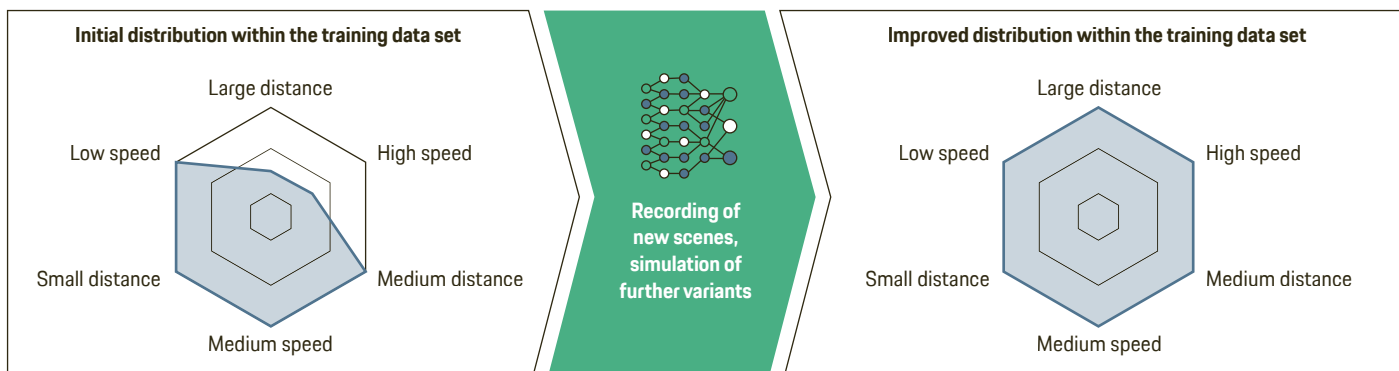 Initial distribution within the training data set
Large distance
Low speed
High speed
Small distance
Medium distance
Medium speed
Recording of
new scenes,
simulation of
further variants
Improved distribution within the training data set
Large distance
Low speed
High speed
Small distance
Medium distance
Medium speed